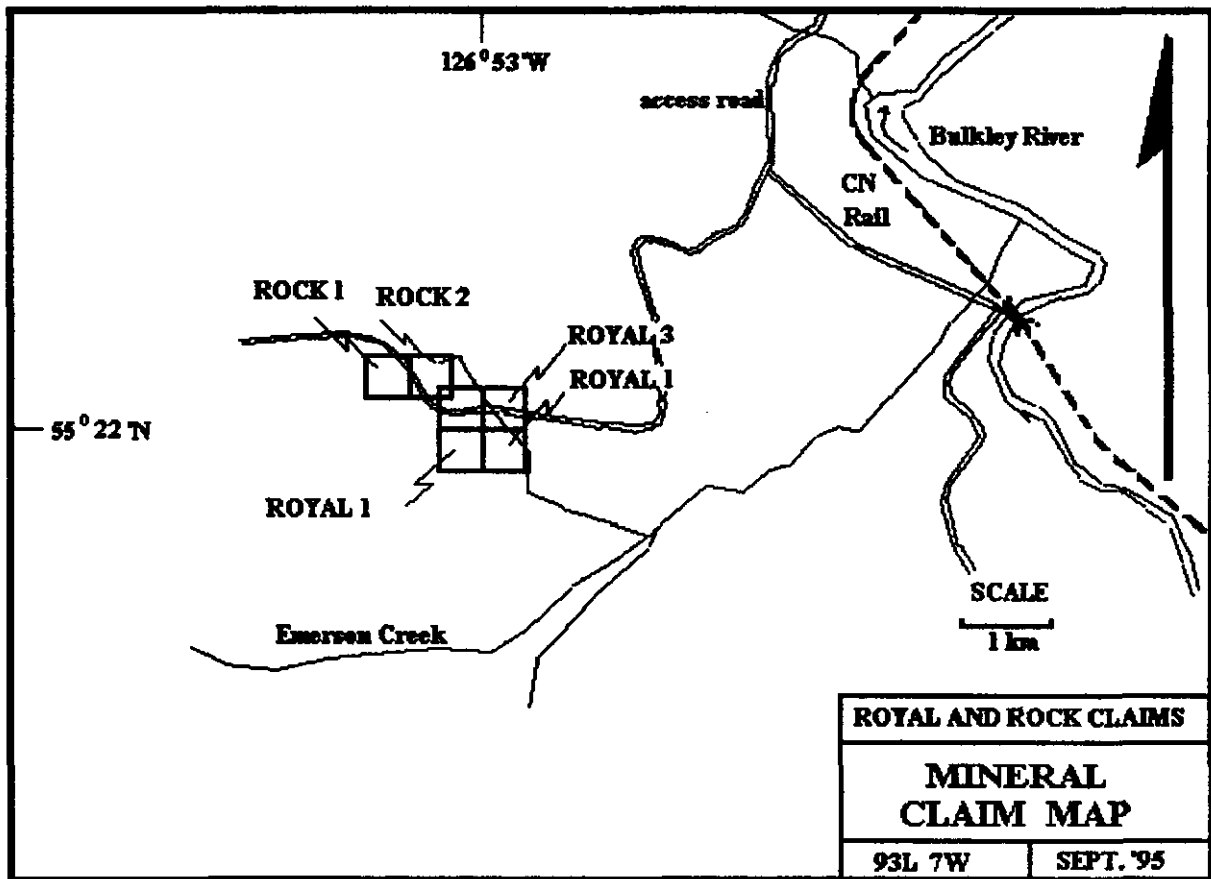 126° 53'W
access road
Bulkley River
CN
Rail
ROCK 1
ROCK 2
ROYAL 3
ROYAL 1
55° 22'N
ROYAL 1
SCALE
1 km
Emerson Creek
ROYAL AND ROCK CLAIMS
MINERAL
CLAIM MAP
93L 7W
SEPT. '95